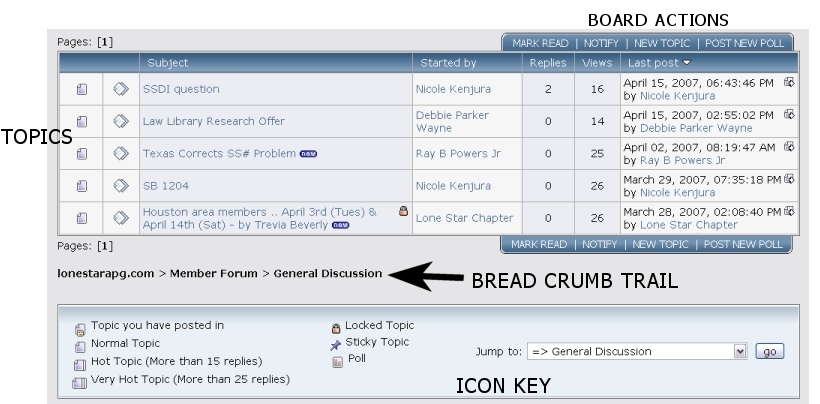 BOARD ACTIONS
Pages: [1]
MARK READ | NOTIFY | NEW TOPIC | POST NEW POLL
Subject Started by Replies Views Last post
SSDI question Nicole Kenjura 2 16 April 15, 2007, 06:43:46 PM
by Nicole Kenjura
TOPICS
Law Library Research Offer Debbie Parker Wayne 0 14 April 15, 2007, 02:55:02 PM
by Debbie Parker Wayne
Texas Corrects SS# Problem new Ray B Powers Jr 0 25 April 02, 2007, 08:19:47 AM
by Ray B Powers Jr
SB 1204 Nicole Kenjura 0 26 March 29, 2007, 07:35:18 PM
by Nicole Kenjura
Houston area members .. April 3rd (Tues) & Lone Star Chapter 0 26 March 28, 2007, 02:08:40 PM
April 14th (Sat) - by Trevia Beverly new by Lone Star Chapter
Pages: [1]
MARK READ | NOTIFY | NEW TOPIC | POST NEW POLL
lonestarapg.com > Member Forum > General Discussion
BREAD CRUMB TRAIL
Topic you have posted in
Normal Topic
Hot Topic (More than 15 replies)
Very Hot Topic (More than 25 replies)
Locked Topic
Sticky Topic
Poll
Jump to: => General Discussion go
ICON KEY